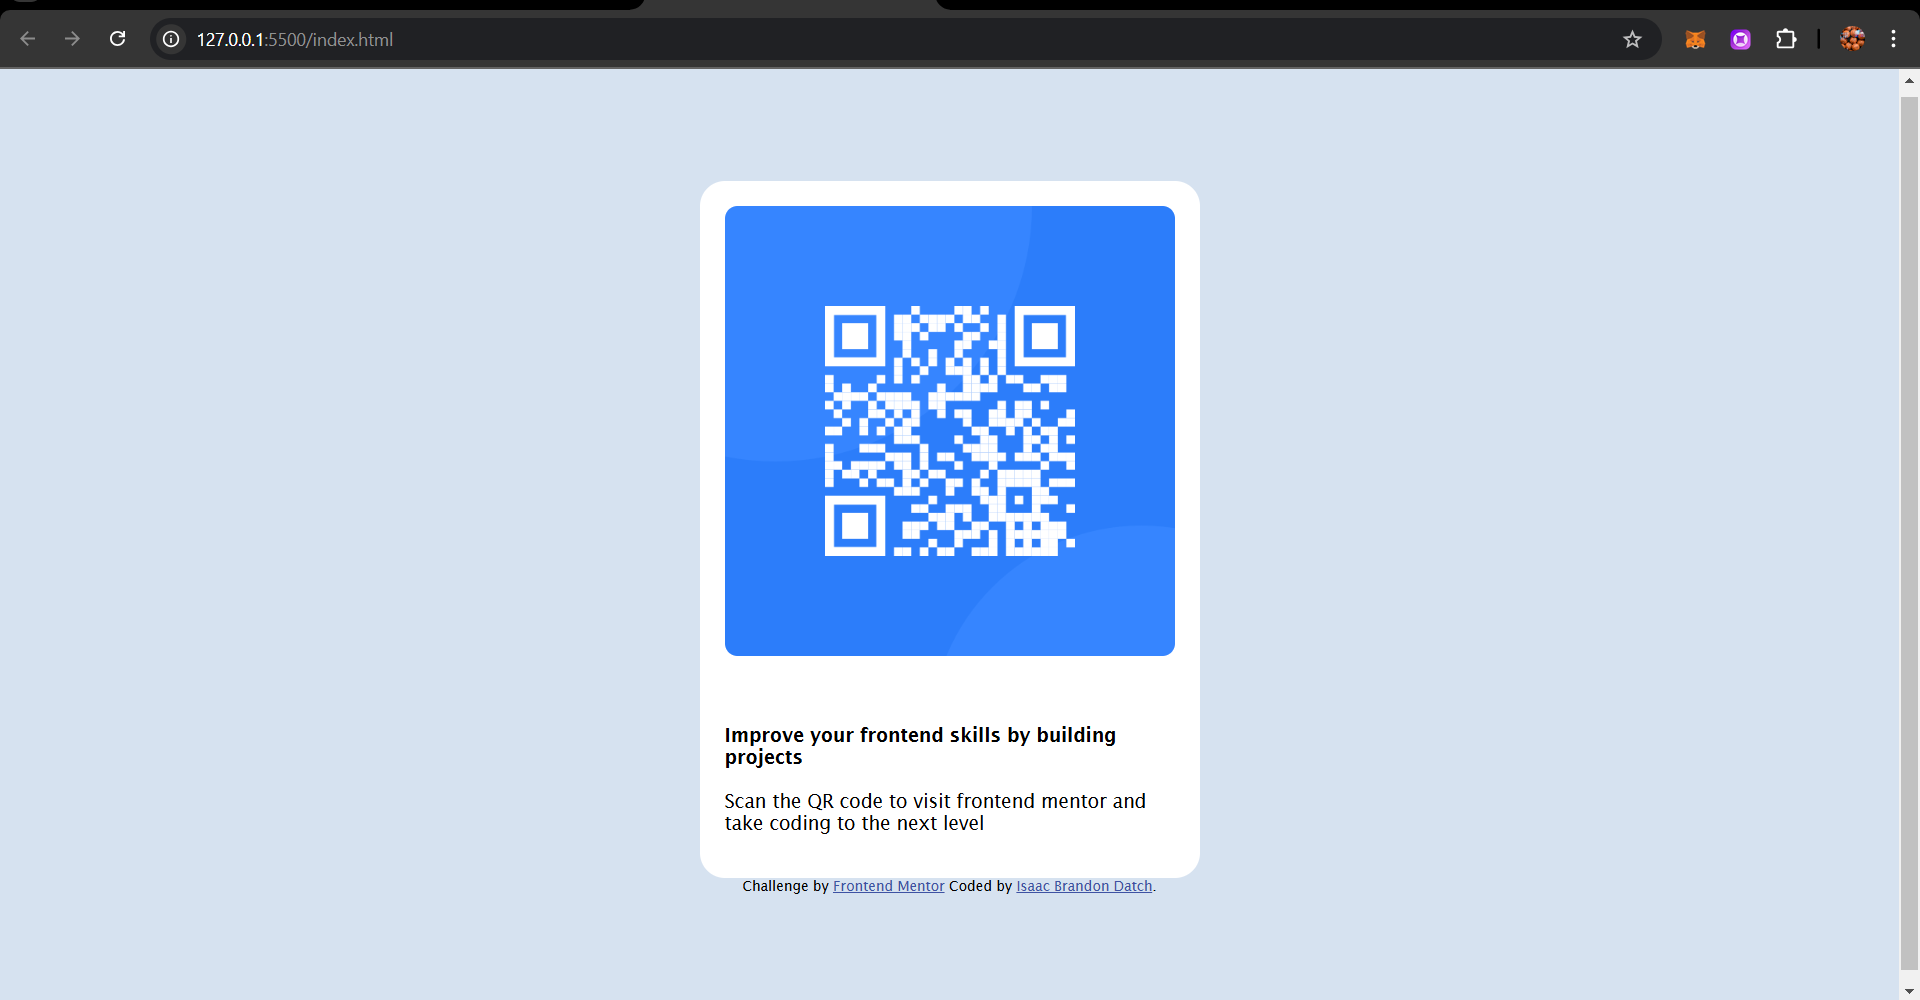 127.0.0.1:5500/index.html
Improve your frontend skills by building
projects
Scan the QR code to visit frontend mentor and
take coding to the next level
Challenge by Frontend Mentor Coded by Isaac Brandon Datch.